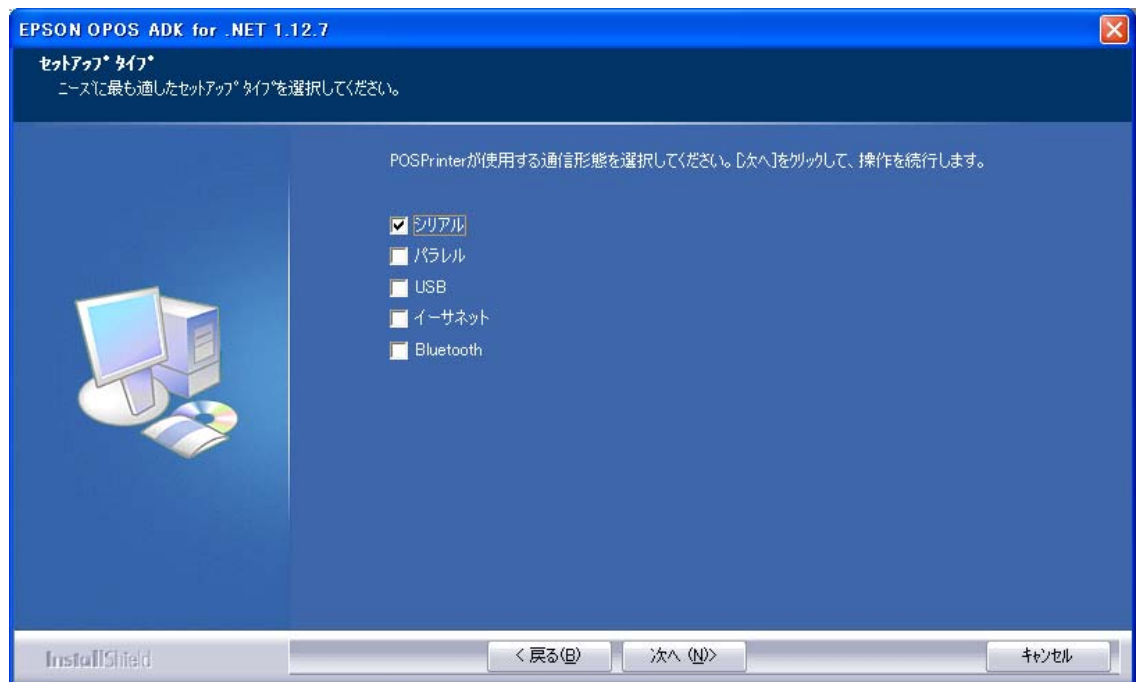 EPSON OPOS ADK for .NET 1.12.7
セットアップ タイプ
ニーズに最も適したセットアップ タイプを選択してください。
POSPrinterが使用する通信形態を選択してください。[次へ]をクリックして、操作を続行します。
シリアル
パラレル
USB
イーサネット
Bluetooth
InstallShield
< 戻る(B)
次へ (N)>
キャンセル